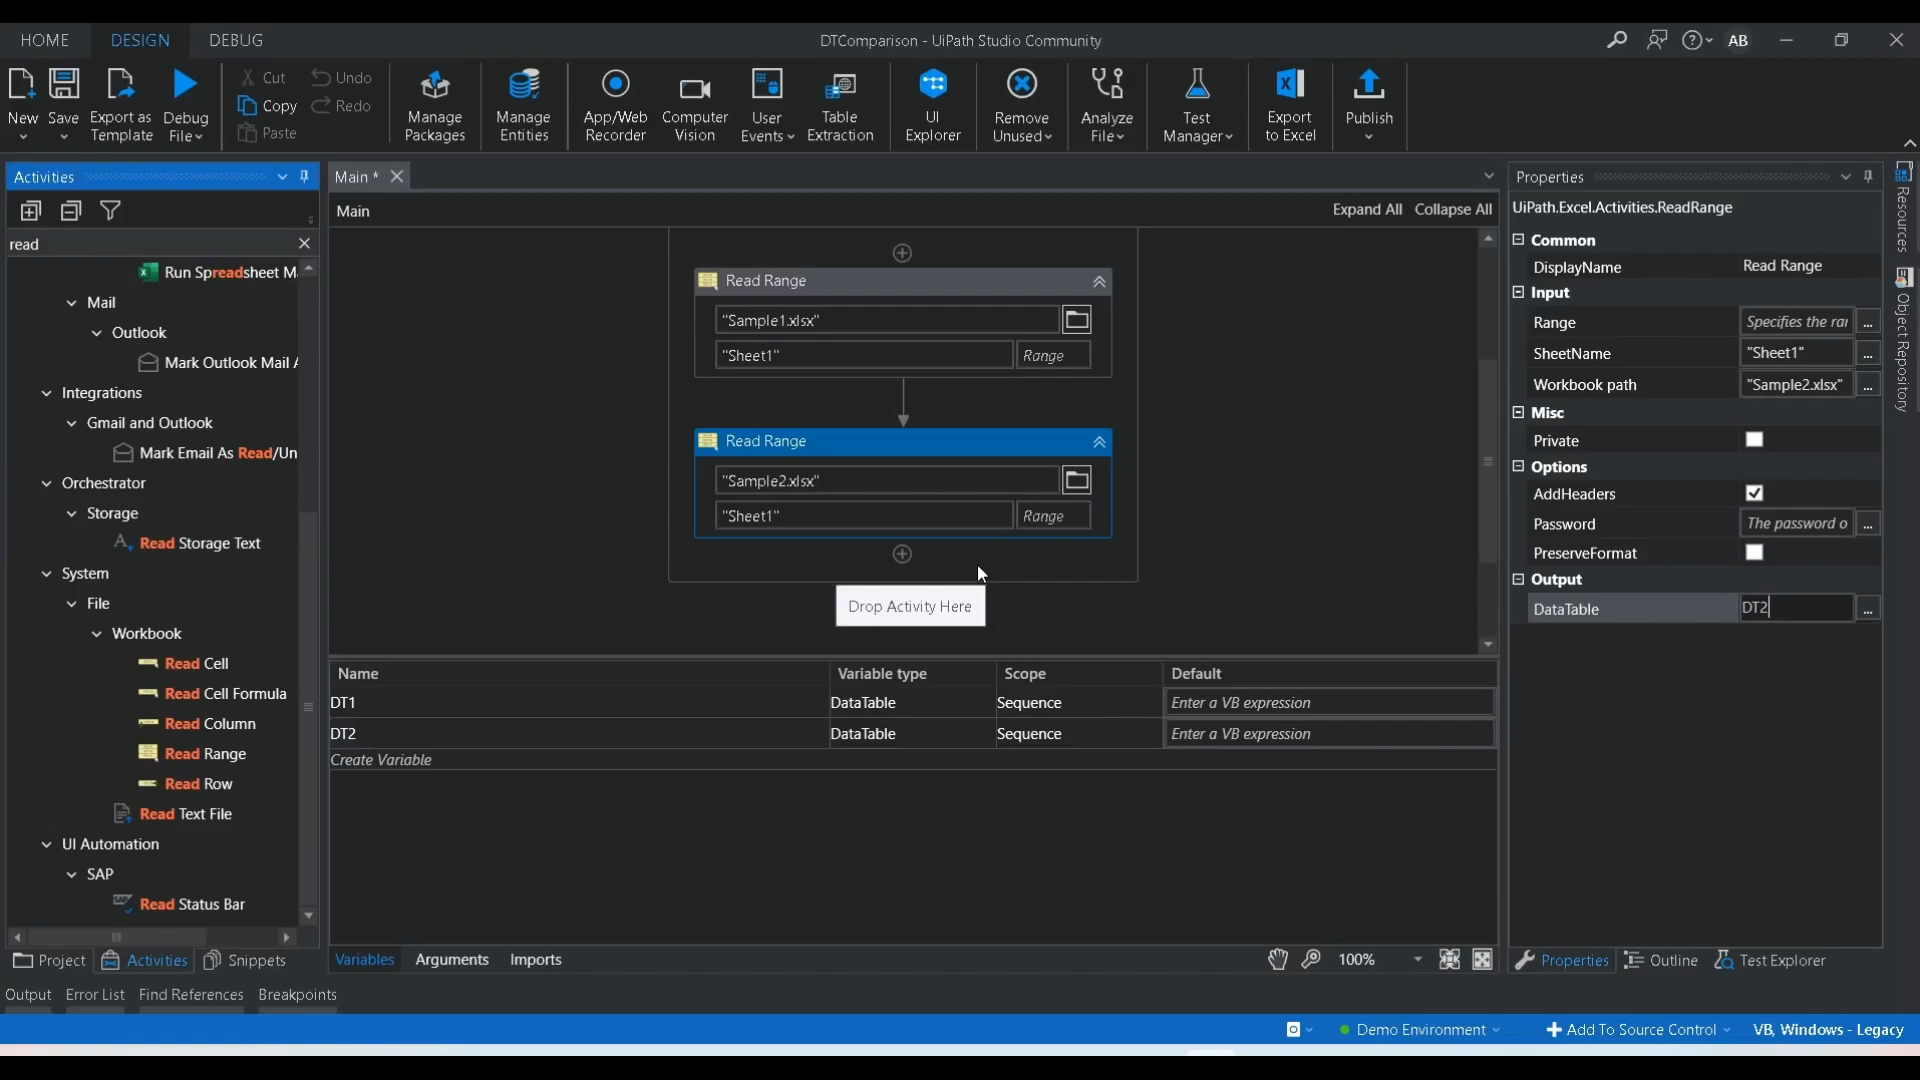 HOME DESIGN DEBUG
DTComparison - UiPath Studio Community
AB
New Save Export as Template Debug File
Cut Copy Paste Undo Redo
Manage Packages
Manage Entities
App/Web Recorder
Computer Vision
User Events
Table Extraction
UI Explorer
Remove Unused
Analyze File
Test Manager
Export to Excel
Publish
Activities
read
Run Spreadsheet M
Mail
Outlook
Mark Outlook Mail A
Integrations
Gmail and Outlook
Mark Email As Read/Un
Orchestrator
Storage
Read Storage Text
System
File
Workbook
Read Cell
Read Cell Formula
Read Column
Read Range
Read Row
Read Text File
UI Automation
SAP
Read Status Bar
Project Activities Snippets
Main *
Main
Expand All Collapse All
Read Range
"Sample1.xlsx"
"Sheet1" Range
Read Range
"Sample2.xlsx"
"Sheet1" Range
Drop Activity Here
Name Variable type Scope Default
DT1 DataTable Sequence Enter a VB expression
DT2 DataTable Sequence Enter a VB expression
Create Variable
Variables Arguments Imports
100%
Properties
UiPath.Excel.Activities.ReadRange
Common
DisplayName Read Range
Input
Range Specifies the rar ...
SheetName "Sheet1" ...
Workbook path "Sample2.xlsx" ...
Misc
Private
Options
AddHeaders
Password The password o ...
PreserveFormat
Output
DataTable DT2 ...
Properties Outline Test Explorer
Resources
Object Repository
Output Error List Find References Breakpoints
Demo Environment
Add To Source Control
VB, Windows - Legacy